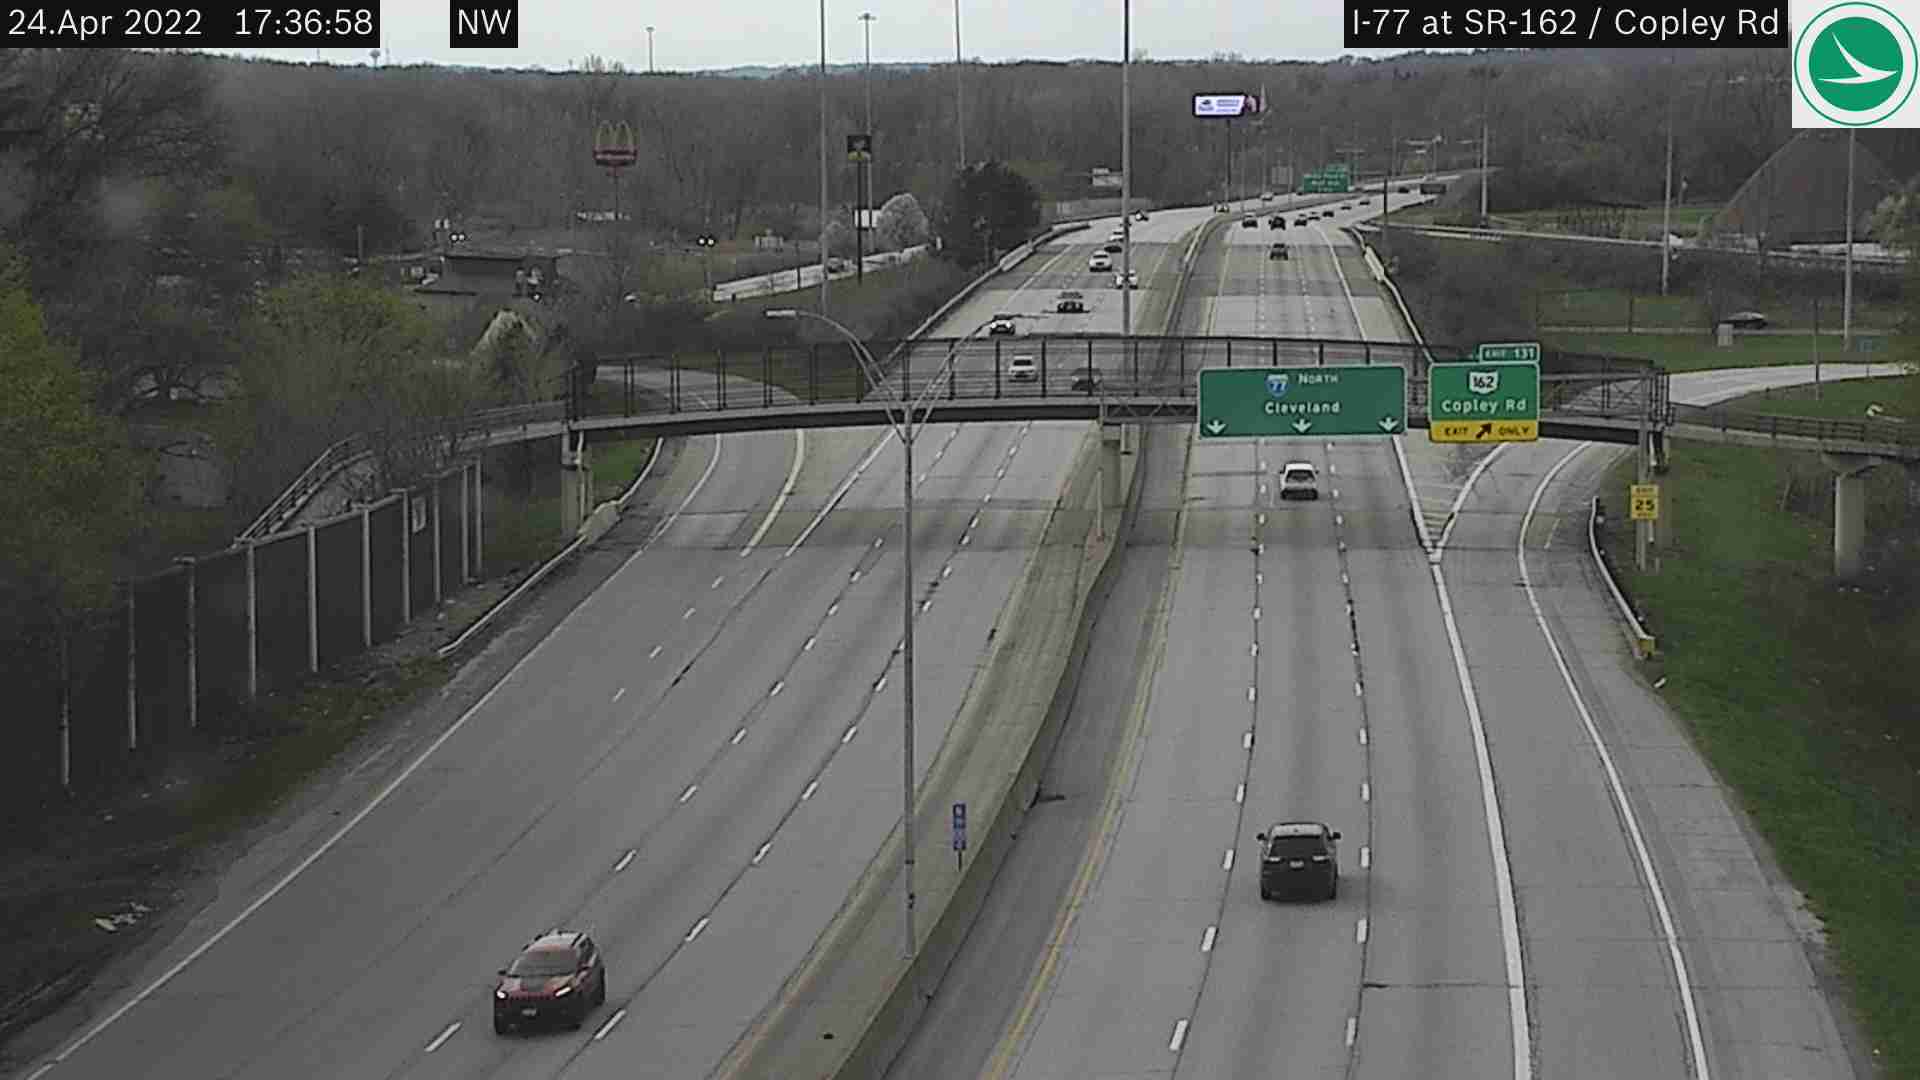 24.Apr 2022 17:36:58
NW
I-77 at SR-162 / Copley Rd
EXIT 131
77 NORTH
Cleveland
162
Copley Rd
EXIT ONLY
25